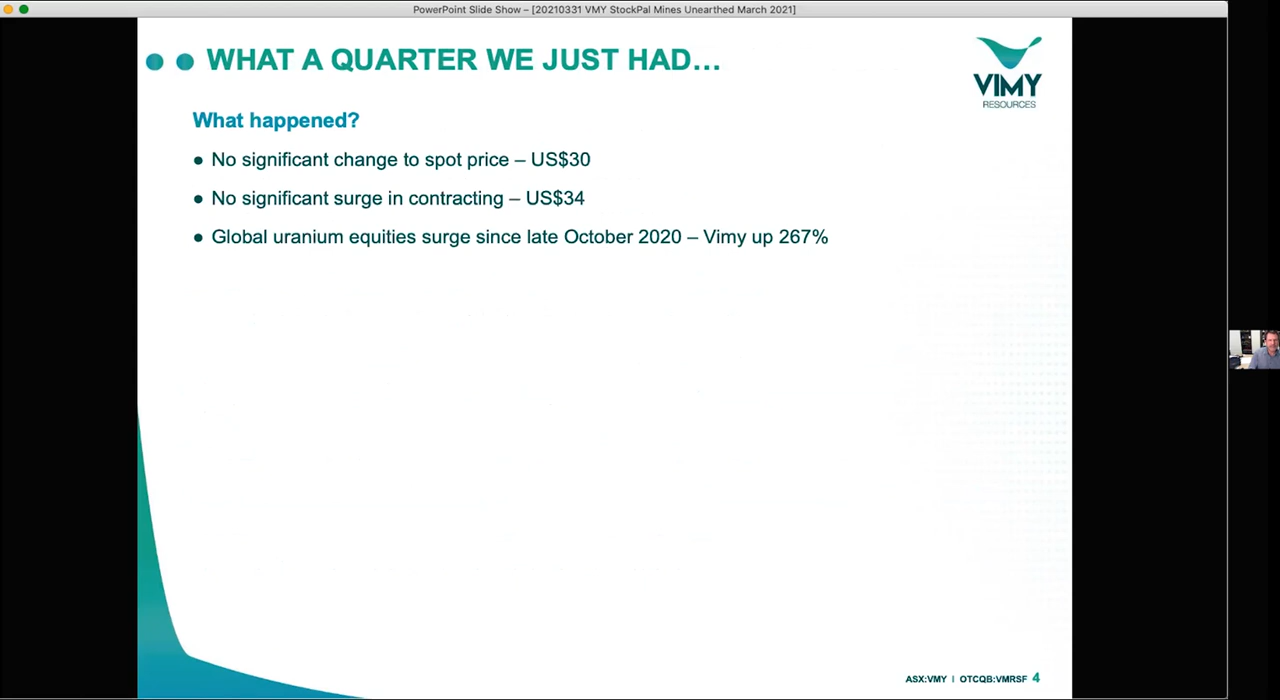 PowerPoint Slide Show – [20210331 VMY StockPal Mines Unearthed March 2021]
WHAT A QUARTER WE JUST HAD…
VIMY
RESOURCES
What happened?
● No significant change to spot price – US$30
● No significant surge in contracting – US$34
● Global uranium equities surge since late October 2020 – Vimy up 267%
ASX:VMY | OTCQB:VMRSF 4